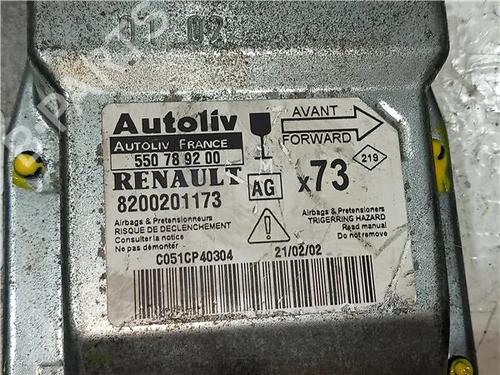 Autoliv
AUTOLIV FRANCE
550 78 92 00
RENAULT
8200201173
AG
AVANT
FORWARD
x73
219
Airbags & Pretensionneurs
RISQUE DE DECLENCHEMENT
Consulter la notice
Ne pas démonter
Airbags & Pretensioners
TRIGERRING HAZARD
Read manual
Do not remove
C051CP40304
21/02/02